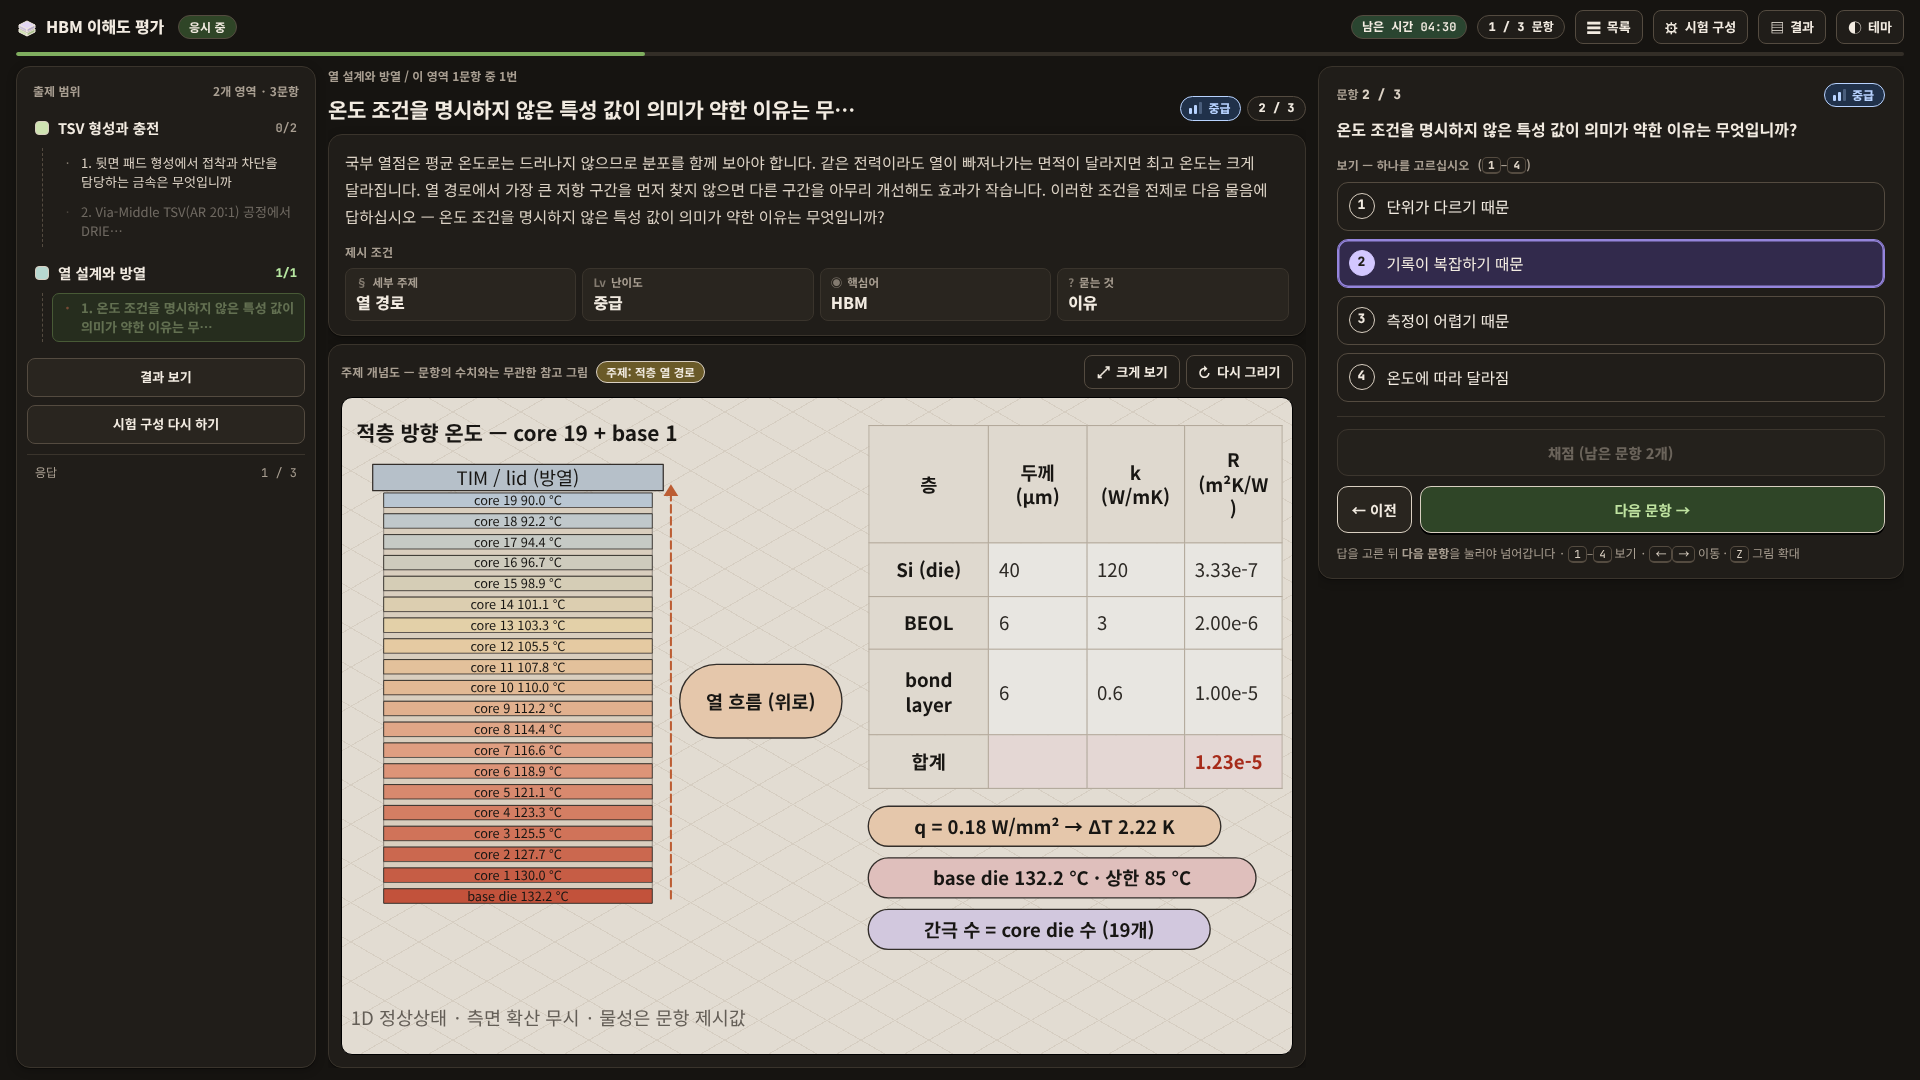 HBM 이해도 평가
응시 중
남은 시간 04:30
1 / 3 문항
목록
시험 구성
결과
테마
출제 범위
2개 영역 · 3문항
TSV 형성과 충전
0/2
· 1. 뒷면 패드 형성에서 접착과 차단을
담당하는 금속은 무엇입니까
· 2. Via-Middle TSV(AR 20:1) 공정에서
DRIE…
열 설계와 방열
1/1
· 1. 온도 조건을 명시하지 않은 특성 값이
의미가 약한 이유는 무…
결과 보기
시험 구성 다시 하기
응답
1 / 3
열 설계와 방열 / 이 영역 1문항 중 1번
온도 조건을 명시하지 않은 특성 값이 의미가 약한 이유는 무…
중급
2 / 3
국부 열점은 평균 온도로는 드러나지 않으므로 분포를 함께 보아야 합니다. 같은 전력이라도 열이 빠져나가는 면적이 달라지면 최고 온도는 크게
달라집니다. 열 경로에서 가장 큰 저항 구간을 먼저 찾지 않으면 다른 구간을 아무리 개선해도 효과가 작습니다. 이러한 조건을 전제로 다음 물음에
답하십시오 — 온도 조건을 명시하지 않은 특성 값이 의미가 약한 이유는 무엇입니까?
제시 조건
§ 세부 주제
열 경로
Lv 난이도
중급
◉ 핵심어
HBM
? 묻는 것
이유
주제 개념도 — 문항의 수치와는 무관한 참고 그림
주제: 적층 열 경로
크게 보기
다시 그리기
적층 방향 온도 — core 19 + base 1
TIM / lid (방열)
core 19 90.0 °C
core 18 92.2 °C
core 17 94.4 °C
core 16 96.7 °C
core 15 98.9 °C
core 14 101.1 °C
core 13 103.3 °C
core 12 105.5 °C
core 11 107.8 °C
core 10 110.0 °C
core 9 112.2 °C
core 8 114.4 °C
core 7 116.6 °C
core 6 118.9 °C
core 5 121.1 °C
core 4 123.3 °C
core 3 125.5 °C
core 2 127.7 °C
core 1 130.0 °C
base die 132.2 °C
열 흐름 (위로)
층
두께
(μm)
k
(W/mK)
R
(m²K/W
)
Si (die)
40
120
3.33e-7
BEOL
6
3
2.00e-6
bond
layer
6
0.6
1.00e-5
합계
1.23e-5
q = 0.18 W/mm² → ΔT 2.22 K
base die 132.2 °C · 상한 85 °C
간극 수 = core die 수 (19개)
1D 정상상태 · 측면 확산 무시 · 물성은 문항 제시값
문항 2 / 3
중급
온도 조건을 명시하지 않은 특성 값이 의미가 약한 이유는 무엇입니까?
보기 — 하나를 고르십시오 (1–4)
1 단위가 다르기 때문
2 기록이 복잡하기 때문
3 측정이 어렵기 때문
4 온도에 따라 달라짐
채점 (남은 문항 2개)
← 이전
다음 문항 →
답을 고른 뒤 다음 문항을 눌러야 넘어갑니다 · 1–4 보기 · ← → 이동 · Z 그림 확대